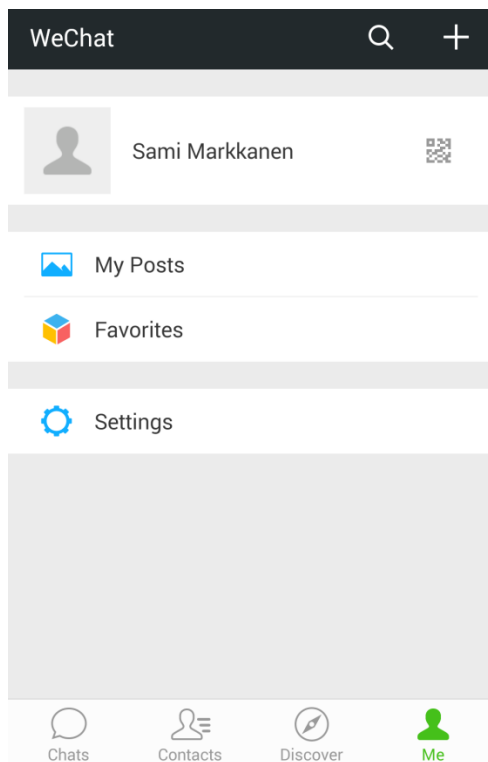 WeChat
Sami Markkanen
My Posts
Favorites
Settings
Chats Contacts Discover Me